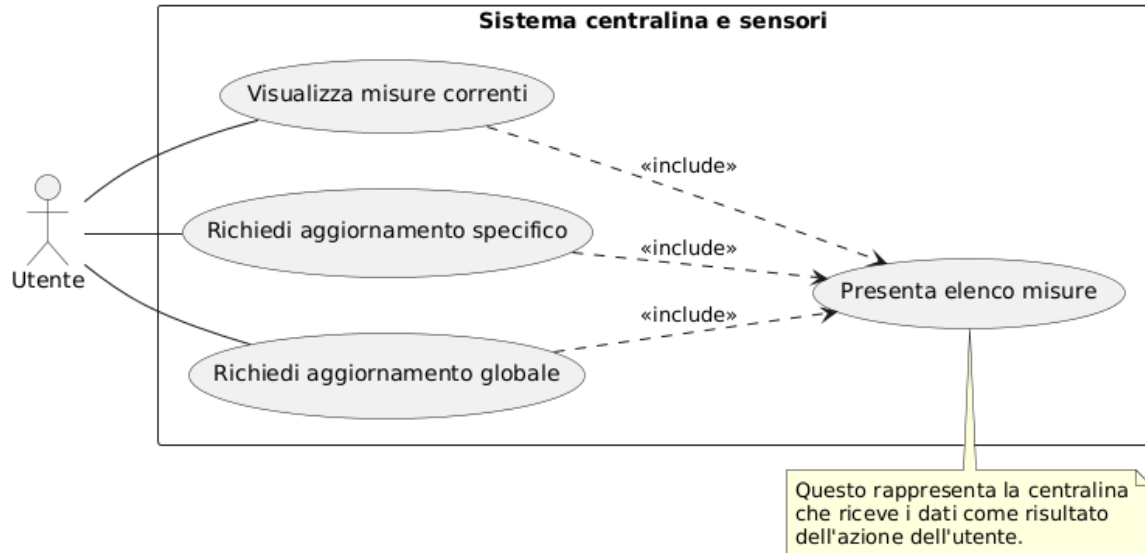 Sistema centralina e sensori
Visualizza misure correnti
«include»
Richiedi aggiornamento specifico
«include»
Utente
Presenta elenco misure
«include»
Richiedi aggiornamento globale
Questo rappresenta la centralina
che riceve i dati come risultato
dell'azione dell'utente.